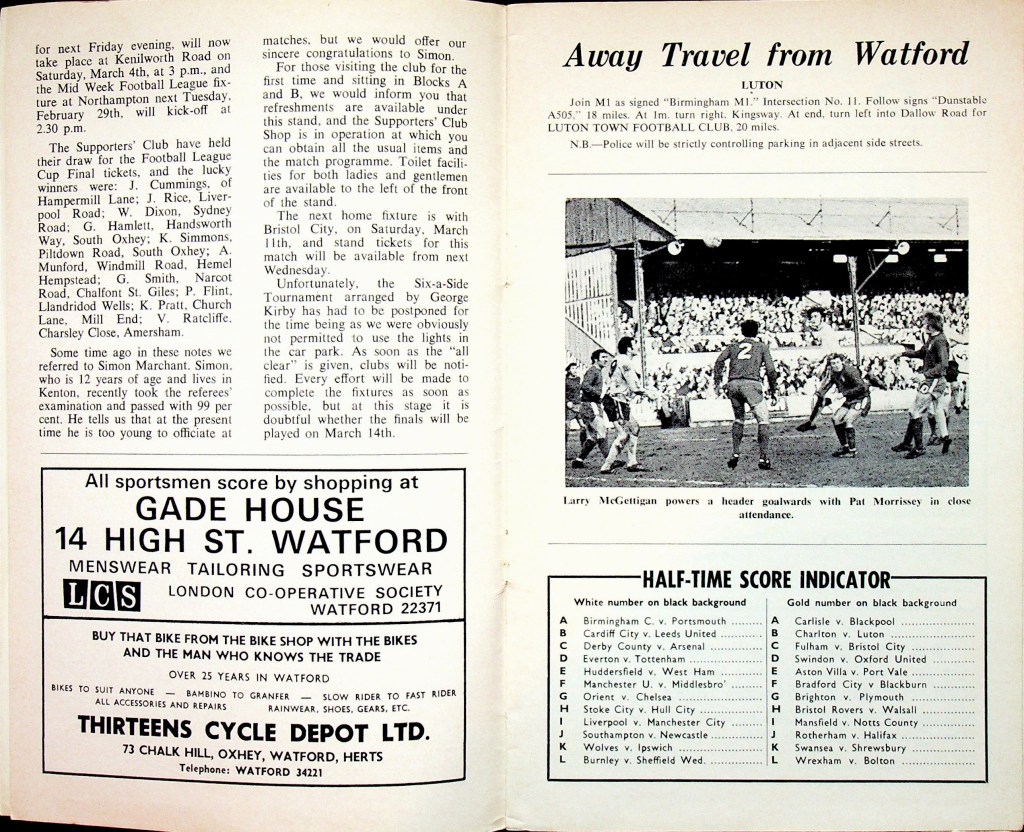 for next Friday evening, will now
take place at Kenilworth Road on
Saturday, March 4th, at 3 p.m., and
the Mid Week Football League fix-
ture at Northampton next Tuesday,
February 29th, will kick-off at
2.30 p.m.
The Supporters' Club have held
their draw for the Football League
Cup Final tickets, and the lucky
winners were: J. Cummings, of
Hampermill Lane; J. Rice, Liver-
pool Road; W. Dixon, Sydney
Road; G. Hamlett, Handsworth
Way, South Oxhey; K. Simmons,
Piltdown Road, South Oxhey; A.
Munford, Windmill Road, Hemel
Hempstead; G. Smith, Narcot
Road, Chalfont St. Giles; P. Flint,
Llandridod Wells; K. Pratt, Church
Lane, Mill End; V. Ratcliffe,
Charsley Close, Amersham.
Some time ago in these notes we
referred to Simon Marchant. Simon,
who is 12 years of age and lives in
Kenton, recently took the referees'
examination and passed with 99 per
cent. He tells us that at the present
time he is too young to officiate at
matches, but we would offer our
sincere congratulations to Simon.
For those visiting the club for the
first time and sitting in Blocks A
and B, we would inform you that
refreshments are available under
this stand, and the Supporters' Club
Shop is in operation at which you
can obtain all the usual items and
the match programme. Toilet facili-
ties for both ladies and gentlemen
are available to the left of the front
of the stand.
The next home fixture is with
Bristol City, on Saturday, March
11th, and stand tickets for this
match will be available from next
Wednesday.
Unfortunately, the Six-a-Side
Tournament arranged by George
Kirby has had to be postponed for
the time being as we were obviously
not permitted to use the lights in
the car park. As soon as the "all
clear" is given, clubs will be noti-
fied. Every effort will be made to
complete the fixtures as soon as
possible, but at this stage it is
doubtful whether the finals will be
played on March 14th.
All sportsmen score by shopping at
GADE HOUSE
14 HIGH ST. WATFORD
MENSWEAR TAILORING SPORTSWEAR
LCS
LONDON CO-OPERATIVE SOCIETY
WATFORD 22371
BUY THAT BIKE FROM THE BIKE SHOP WITH THE BIKES
AND THE MAN WHO KNOWS THE TRADE
OVER 25 YEARS IN WATFORD
BIKES TO SUIT ANYONE — BAMBINO TO GRANFER — SLOW RIDER TO FAST RIDER
ALL ACCESSORIES AND REPAIRS RAINWEAR, SHOES, GEARS, ETC.
THIRTEENS CYCLE DEPOT LTD.
73 CHALK HILL, OXHEY, WATFORD, HERTS
Telephone: WATFORD 34221
Away Travel from Watford
LUTON
Join M1 as signed "Birmingham M1." Intersection No. 11. Follow signs "Dunstable
A505," 18 miles. At 1m. turn right, Kingsway. At end, turn left into Dallow Road for
LUTON TOWN FOOTBALL CLUB, 20 miles.
N.B.—Police will be strictly controlling parking in adjacent side streets.
2
Larry McGettigan powers a header goalwards with Pat Morrissey in close
attendance.
HALF-TIME SCORE INDICATOR
White number on black background
A Birmingham C. v. Portsmouth ..........
B Cardiff City v. Leeds United ..........
C Derby County v. Arsenal ..........
D Everton v. Tottenham ..........
E Huddersfield v. West Ham ..........
F Manchester U. v. Middlesbro' ..........
G Orient v. Chelsea ..........
H Stoke City v. Hull City ..........
I Liverpool v. Manchester City ..........
J Southampton v. Newcastle ..........
K Wolves v. Ipswich ..........
L Burnley v. Sheffield Wed. ..........
Gold number on black background
A Carlisle v. Blackpool ..........
B Charlton v. Luton ..........
C Fulham v. Bristol City ..........
D Swindon v. Oxford United ..........
E Aston Villa v. Port Vale ..........
F Bradford City v Blackburn ..........
G Brighton v. Plymouth ..........
H Bristol Rovers v. Walsall ..........
I Mansfield v. Notts County ..........
J Rotherham v. Halifax ..........
K Swansea v. Shrewsbury ..........
L Wrexham v. Bolton ..........